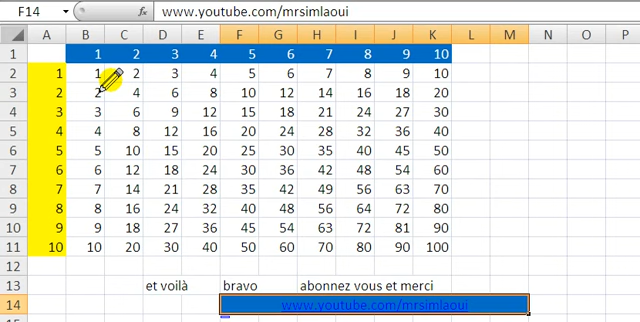 F14 fx www.youtube.com/mrsimlaoui
A B C D E F G H I J K L M
1 1 2 3 4 5 6 7 8 9 10
2 1 1 2 3 4 5 6 7 8 9 10
3 2 2 4 6 8 10 12 14 16 18 20
4 3 3 6 9 12 15 18 21 24 27 30
5 4 4 8 12 16 20 24 28 32 36 40
6 5 5 10 15 20 25 30 35 40 45 50
7 6 6 12 18 24 30 36 42 48 54 60
8 7 7 14 21 28 35 42 49 56 63 70
9 8 8 16 24 32 40 48 56 64 72 80
10 9 9 18 27 36 45 54 63 72 81 90
11 10 10 20 30 40 50 60 70 80 90 100
12
13 et voilà bravo abonnez vous et merci
14 www.youtube.com/mrsimlaoui